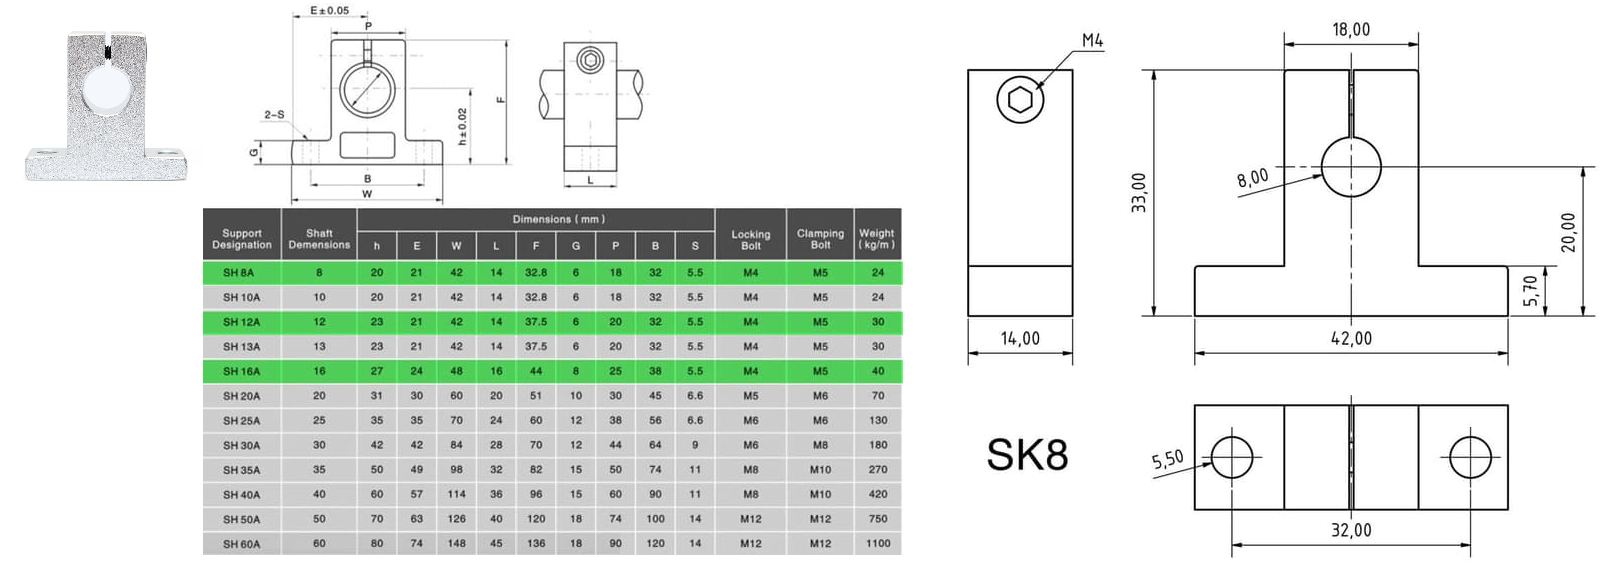 E±0.05
P
2-S
G
B
W
h±0.02
F
L
Support Designation Shaft Demensions Dimensions ( mm ) Locking Bolt Clamping Bolt Weight ( kg/m )
h E W L F G P B S
SH 8A 8 20 21 42 14 32.8 6 18 32 5.5 M4 M5 24
SH 10A 10 20 21 42 14 32.8 6 18 32 5.5 M4 M5 24
SH 12A 12 23 21 42 14 37.5 6 20 32 5.5 M4 M5 30
SH 13A 13 23 21 42 14 37.5 6 20 32 5.5 M4 M5 30
SH 16A 16 27 24 48 16 44 8 25 38 5.5 M4 M5 40
SH 20A 20 31 30 60 20 51 10 30 45 6.6 M5 M6 70
SH 25A 25 35 35 70 24 60 12 38 56 6.6 M6 M6 130
SH 30A 30 42 42 84 28 70 12 44 64 9 M6 M8 180
SH 35A 35 50 49 98 32 82 15 50 74 11 M8 M10 270
SH 40A 40 60 57 114 36 96 15 60 90 11 M8 M10 420
SH 50A 50 70 63 126 40 120 18 74 100 14 M12 M12 750
SH 60A 60 80 74 148 45 136 18 90 120 14 M12 M12 1100
M4
14,00
18,00
33,00
8,00
20,00
5,70
42,00
SK8
5,50
32,00